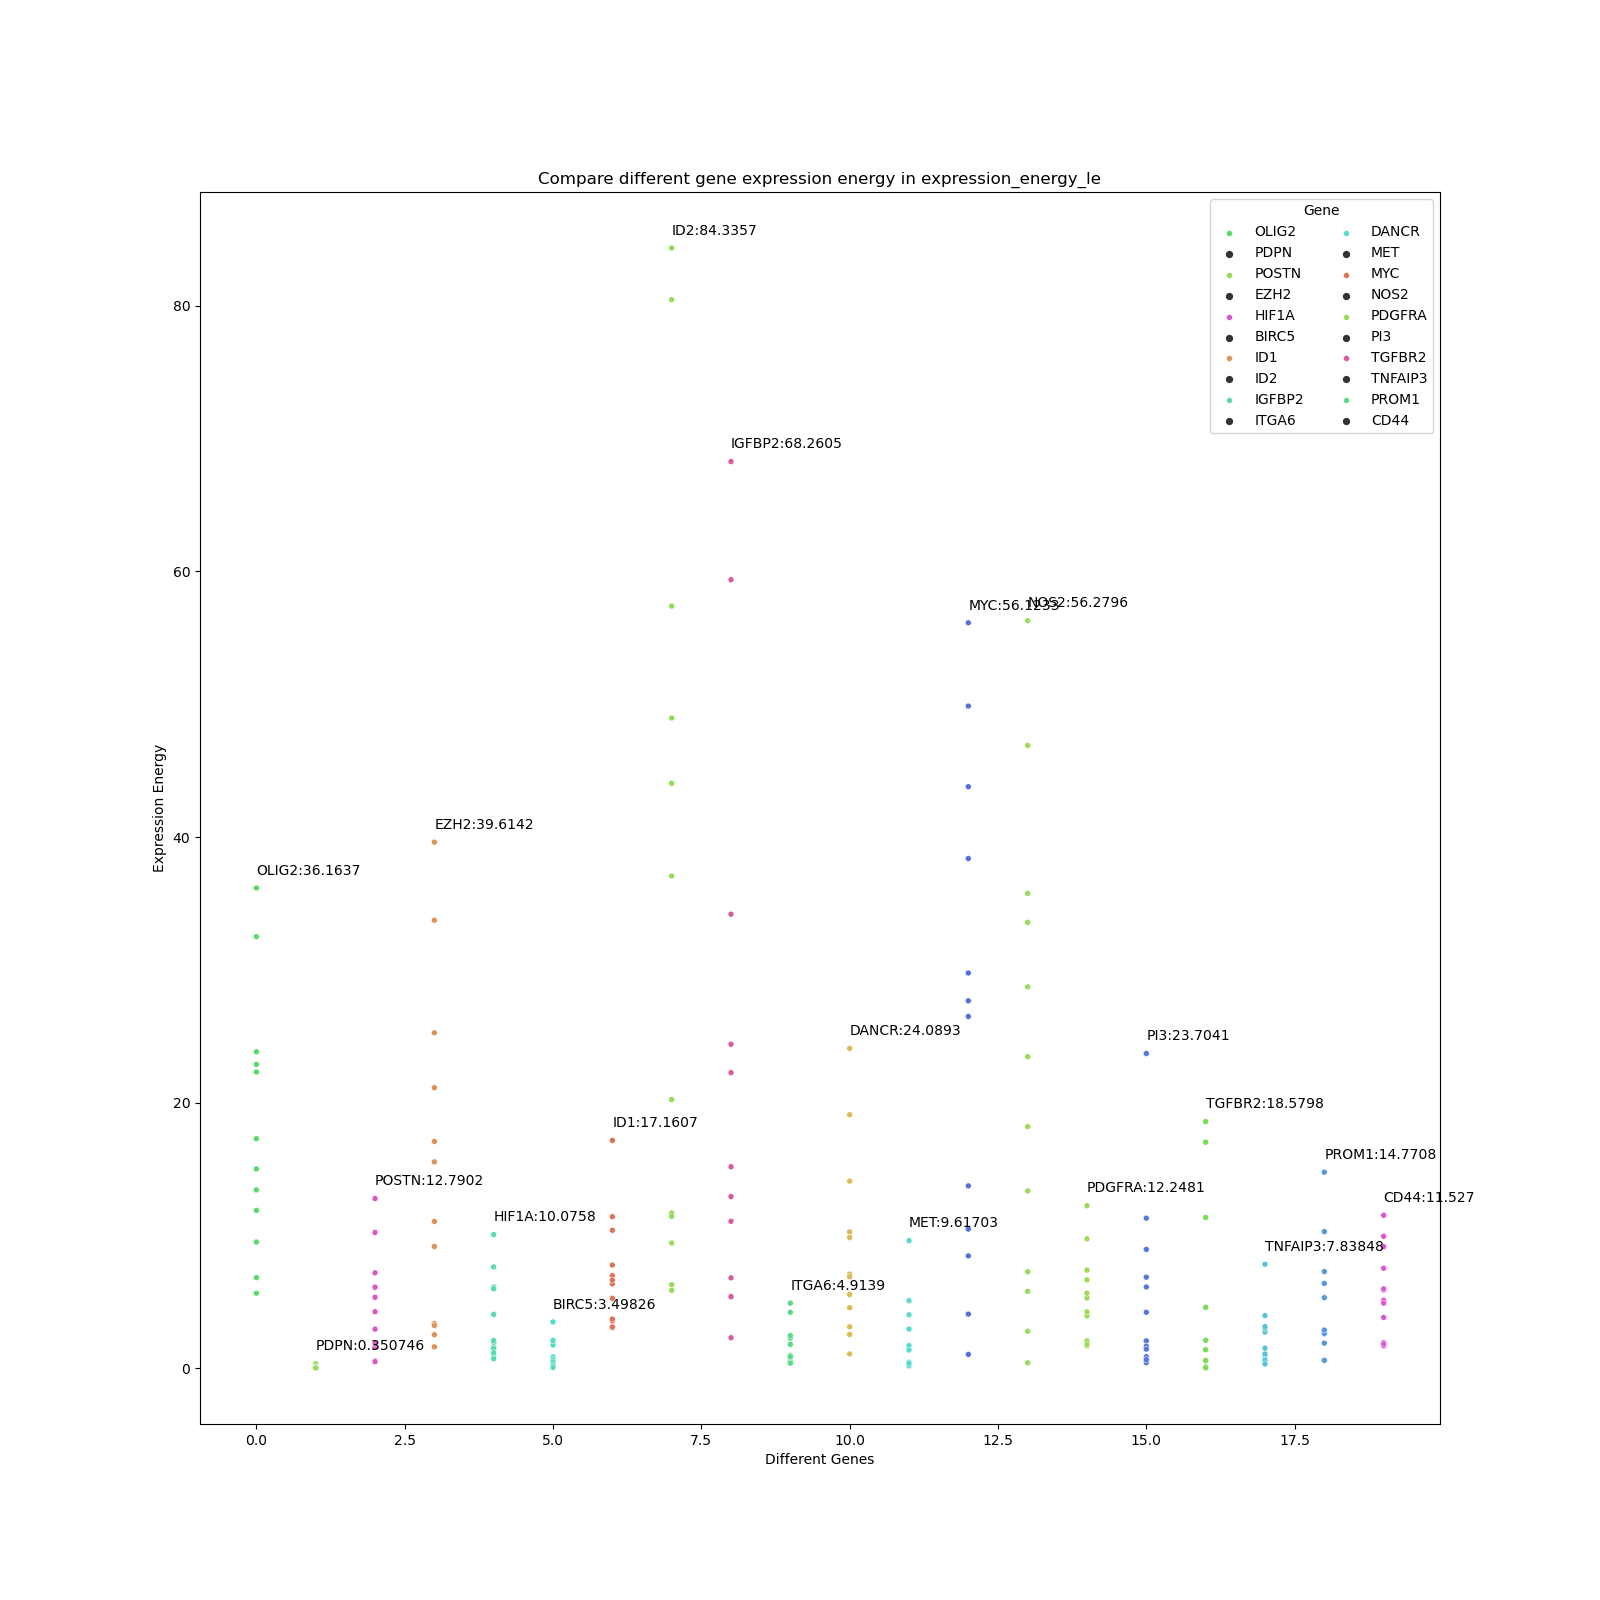 Compare different gene expression energy in expression_energy_le
Gene
OLIG2
PDPN
POSTN
EZH2
HIF1A
BIRC5
ID1
ID2
IGFBP2
ITGA6
DANCR
MET
MYC
NOS2
PDGFRA
PI3
TGFBR2
TNFAIP3
PROM1
CD44
ID2:84.3357
IGFBP2:68.2605
MYC:56.1233
NOS2:56.2796
EZH2:39.6142
OLIG2:36.1637
DANCR:24.0893
PI3:23.7041
ID1:17.1607
TGFBR2:18.5798
POSTN:12.7902
PROM1:14.7708
HIF1A:10.0758
PDGFRA:12.2481
CD44:11.527
MET:9.61703
TNFAIP3:7.83848
BIRC5:3.49826
ITGA6:4.9139
PDPN:0.350746
80
60
40
20
0
Expression Energy
0.0
2.5
5.0
7.5
10.0
12.5
15.0
17.5
Different Genes